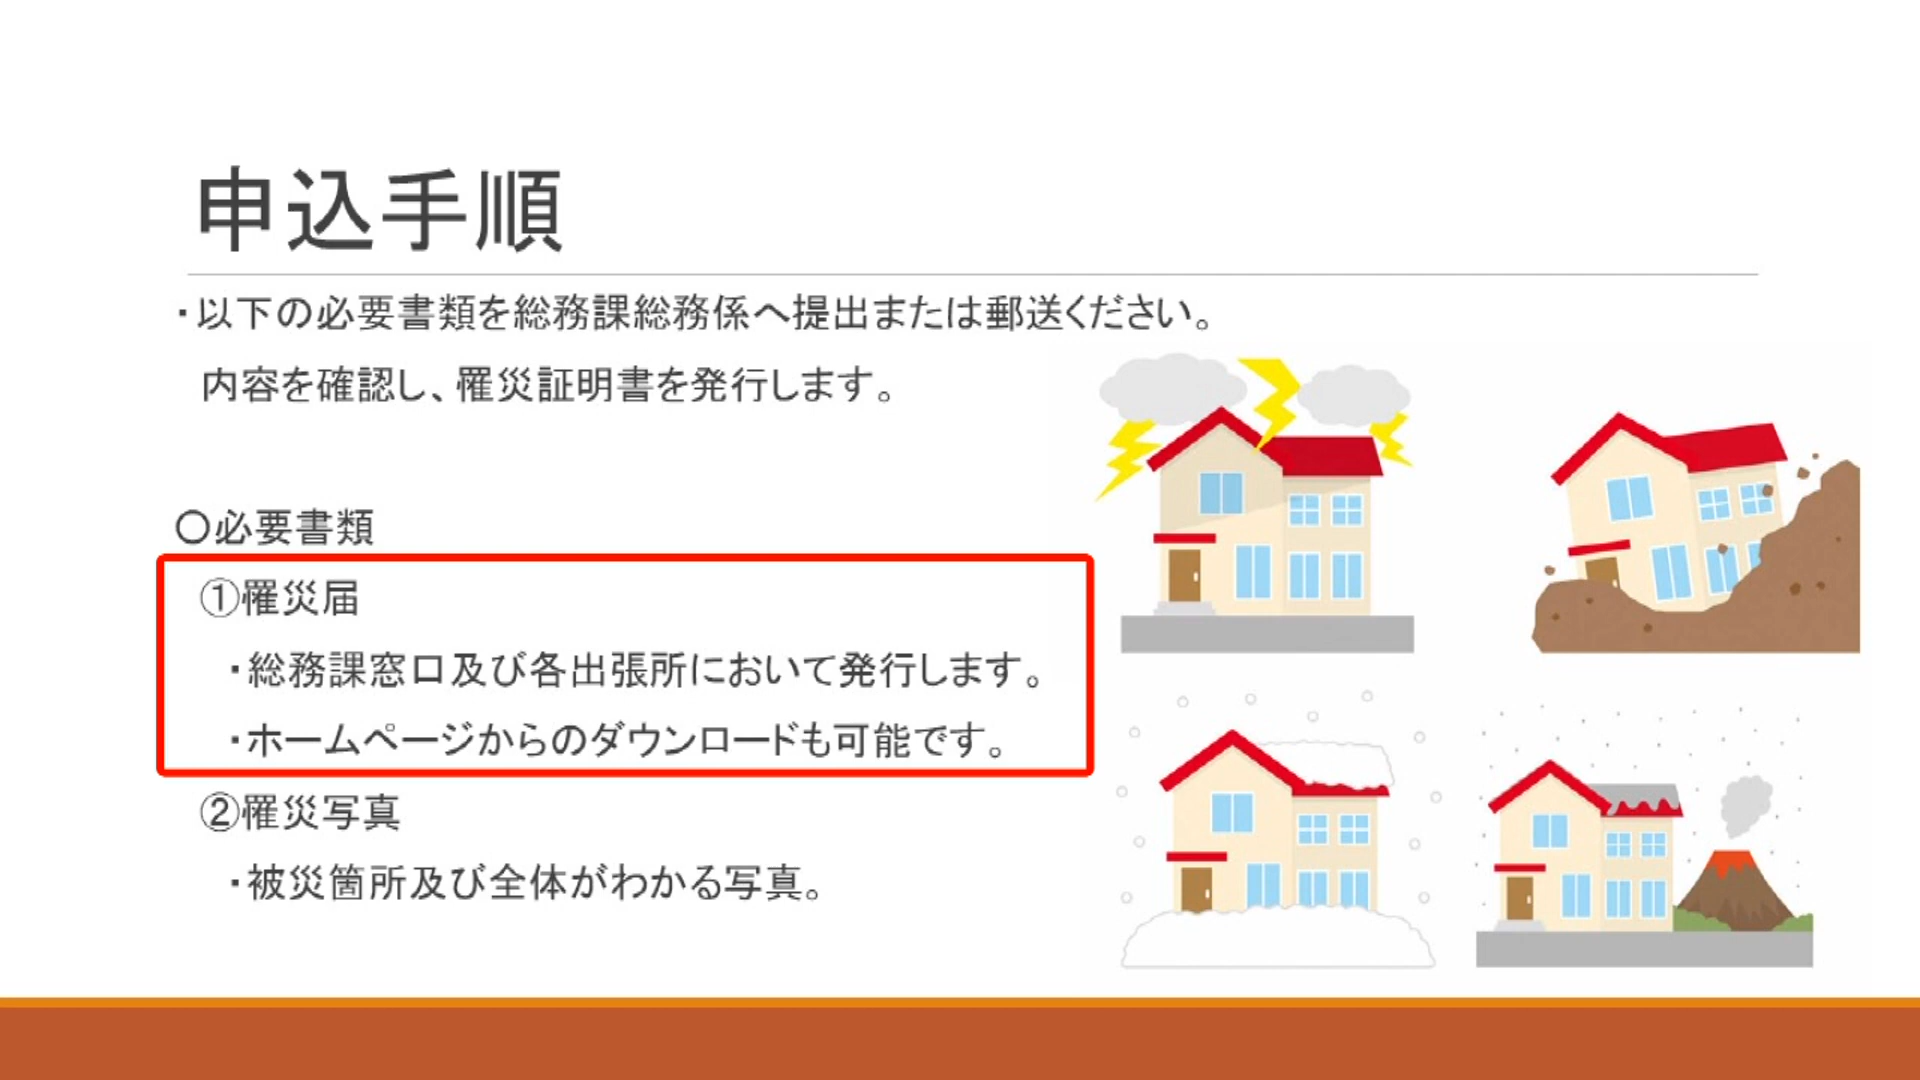 申込手順
・以下の必要書類を総務課総務係へ提出または郵送ください。
内容を確認し、罹災証明書を発行します。
〇必要書類
①罹災届
・総務課窓口及び各出張所において発行します。
・ホームページからのダウンロードも可能です。
②罹災写真
・被災箇所及び全体がわかる写真。